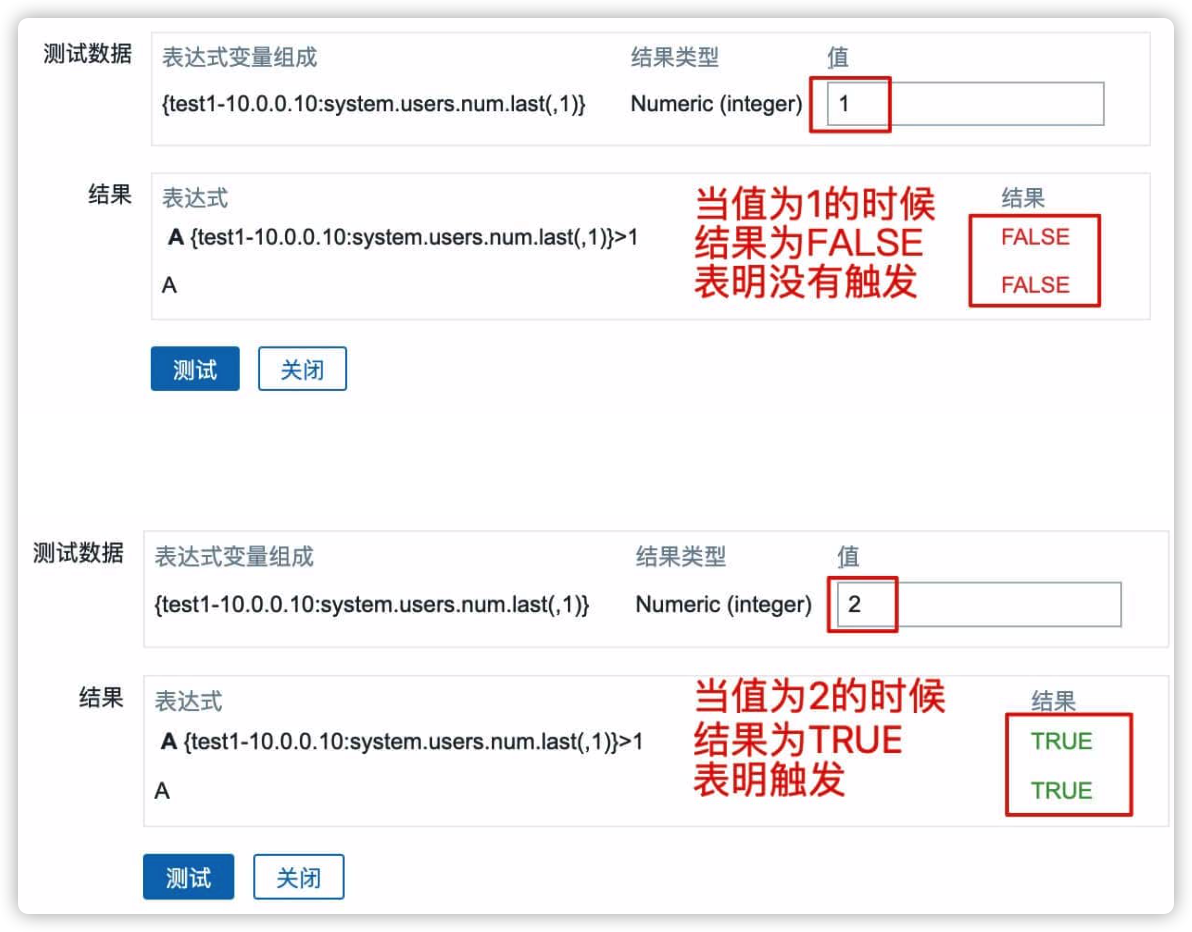 测试数据 表达式变量组成 结果类型 值
{test1-10.0.0.10:system.users.num.last(,1)} Numeric (integer) 1
结果 表达式 结果
A {test1-10.0.0.10:system.users.num.last(,1)}>1 FALSE
A FALSE
当值为1的时候
结果为FALSE
表明没有触发
测试 关闭
测试数据 表达式变量组成 结果类型 值
{test1-10.0.0.10:system.users.num.last(,1)} Numeric (integer) 2
结果 表达式 结果
A {test1-10.0.0.10:system.users.num.last(,1)}>1 TRUE
A TRUE
当值为2的时候
结果为TRUE
表明触发
测试 关闭